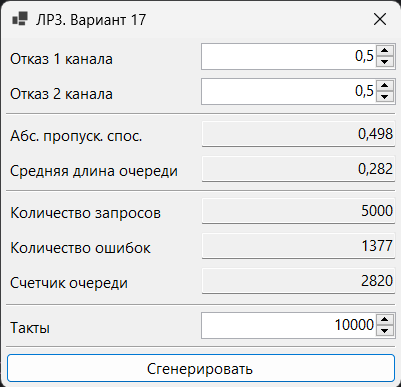 ЛР3. Вариант 17
Отказ 1 канала 0,5
Отказ 2 канала 0,5
Абс. пропуск. спос. 0,498
Средняя длина очереди 0,282
Количество запросов 5000
Количество ошибок 1377
Счетчик очереди 2820
Такты 10000
Сгенерировать